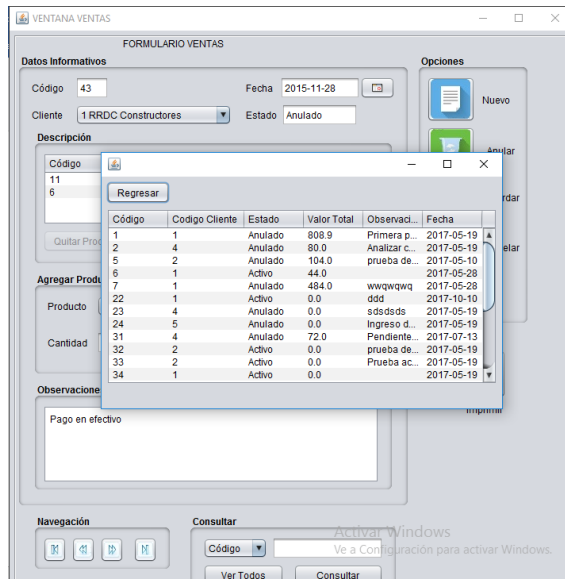 VENTANA VENTAS
FORMULARIO VENTAS
Datos Informativos
Código 43 Fecha 2015-11-28
Cliente 1 RRDC Constructores Estado Anulado
Descripción
Código
11
6
Quitar Pro
Agregar Produ
Producto
Cantidad
Observacione
Pago en efectivo
Navegación
Consultar
Código
Ver Todos Consultar
Opciones
Nuevo
Anular
rdar
elar
Imprimir
Regresar
Código Codigo Cliente Estado Valor Total Observaci... Fecha
1 1 Anulado 808.9 Primera p... 2017-05-19
2 4 Anulado 80.0 Analizar c... 2017-05-19
5 2 Anulado 104.0 prueba de... 2017-05-10
6 1 Activo 44.0 2017-05-28
7 1 Anulado 484.0 wwqwqwq 2017-05-28
22 1 Activo 0.0 ddd 2017-10-10
23 4 Anulado 0.0 sdsdsds 2017-05-19
24 5 Anulado 0.0 Ingreso d... 2017-05-19
31 4 Anulado 72.0 Pendiente... 2017-07-13
32 2 Activo 0.0 prueba de... 2017-05-19
33 2 Activo 0.0 Prueba ac... 2017-05-19
34 1 Activo 0.0 2017-05-19
Activar Windows
Ve a Configuración para activar Windows.